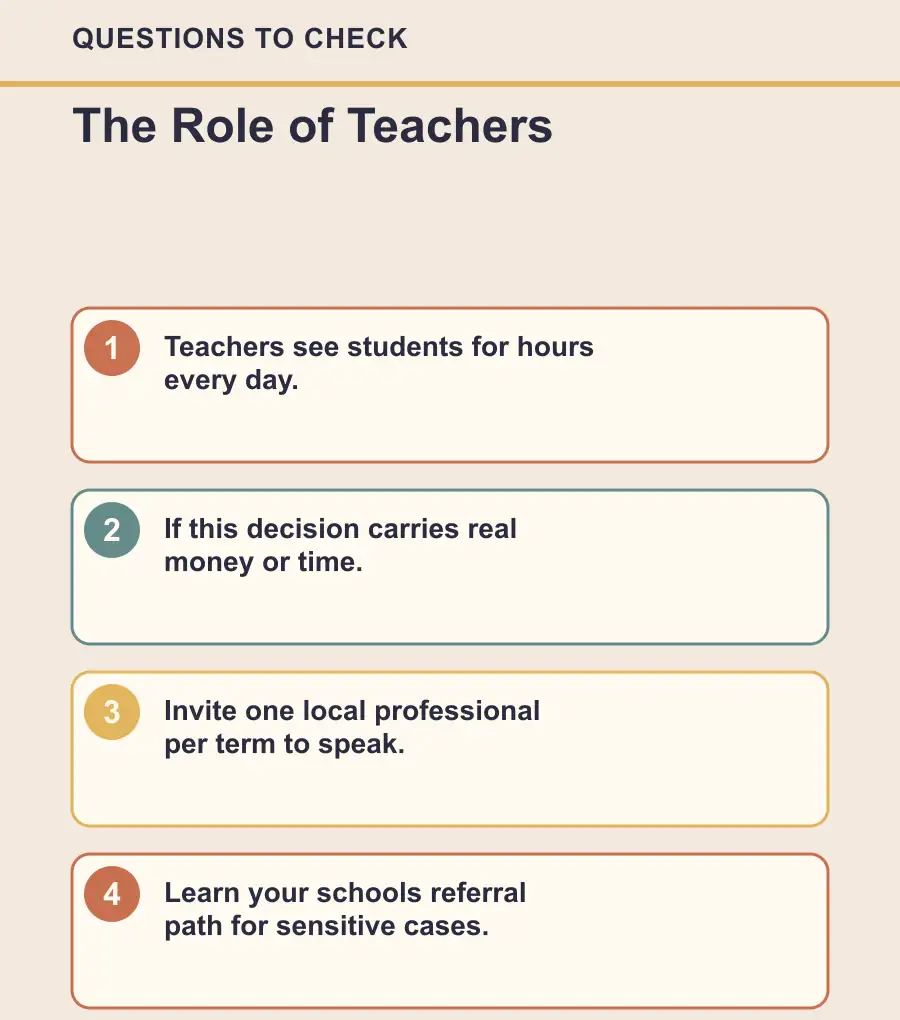 QUESTIONS TO CHECK
The Role of Teachers
1
Teachers see students for hours
every day.
2
If this decision carries real
money or time.
3
Invite one local professional
per term to speak.
4
Learn your schools referral
path for sensitive cases.